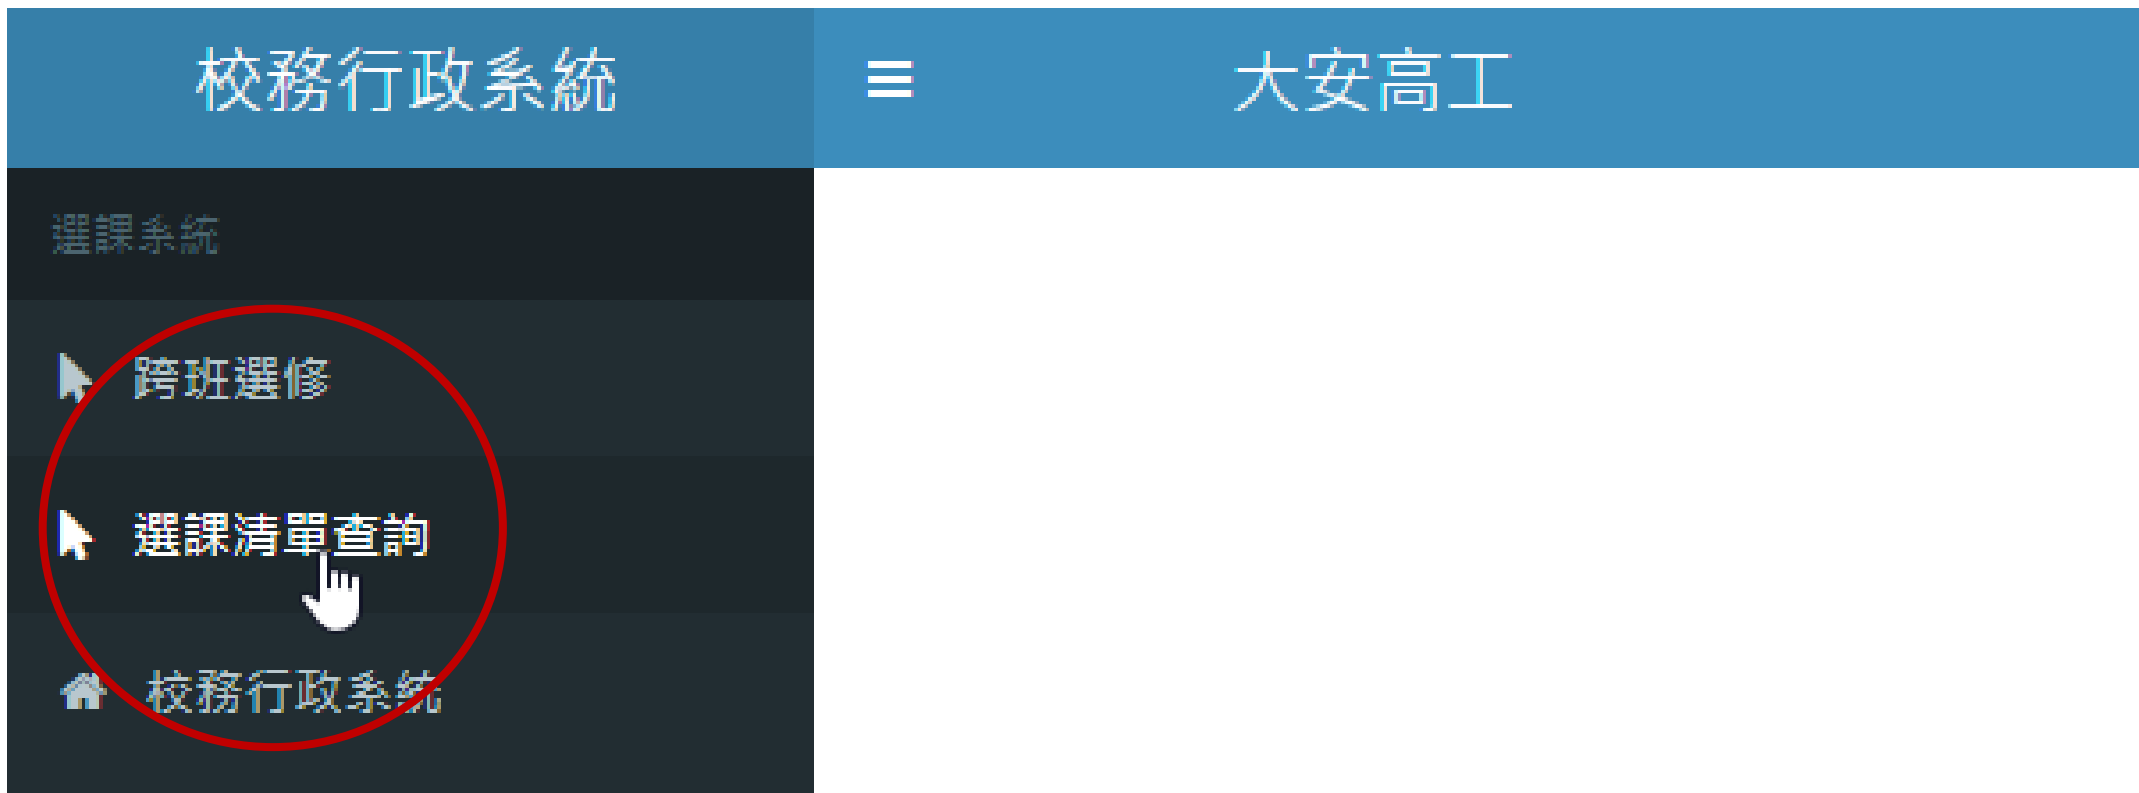 校務行政系統
大安高工
選課系統
跨班選修
選課清單查詢
校務行政系統